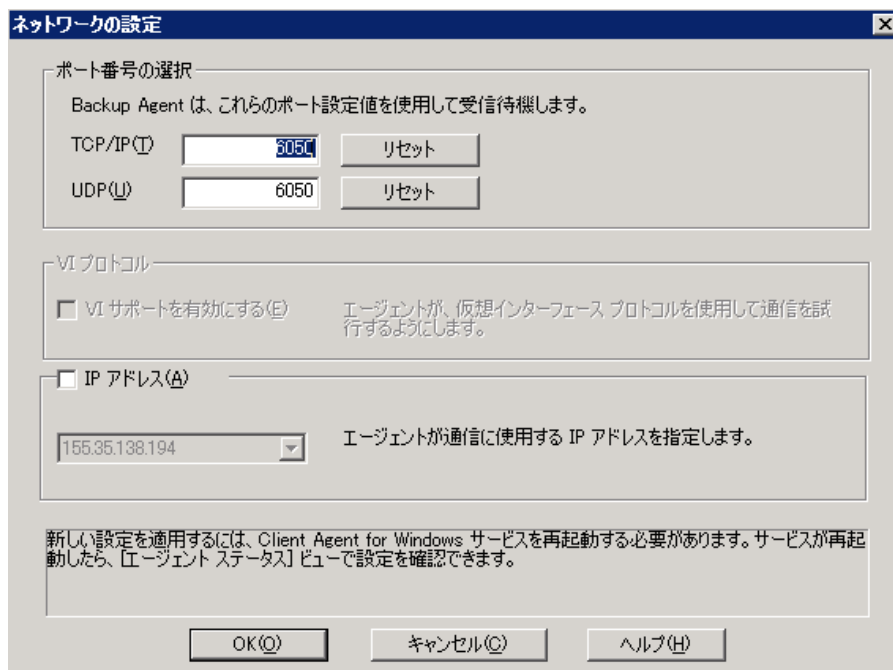 ネットワークの設定
ポート番号の選択
Backup Agent は、これらのポート設定値を使用して受信待機します。
TCP/IP(T) 6050 リセット
UDP(U) 6050 リセット
VI プロトコル
VI サポートを有効にする(E) エージェントが、仮想インターフェース プロトコルを使用して通信を試
行するようにします。
IP アドレス(A)
155.35.138.194 エージェントが通信に使用する IP アドレスを指定します。
新しい設定を適用するには、Client Agent for Windows サービスを再起動する必要があります。サービスが再起
動したら、[エージェント ステータス] ビューで設定を確認できます。
OK(O) キャンセル(C) ヘルプ(H)